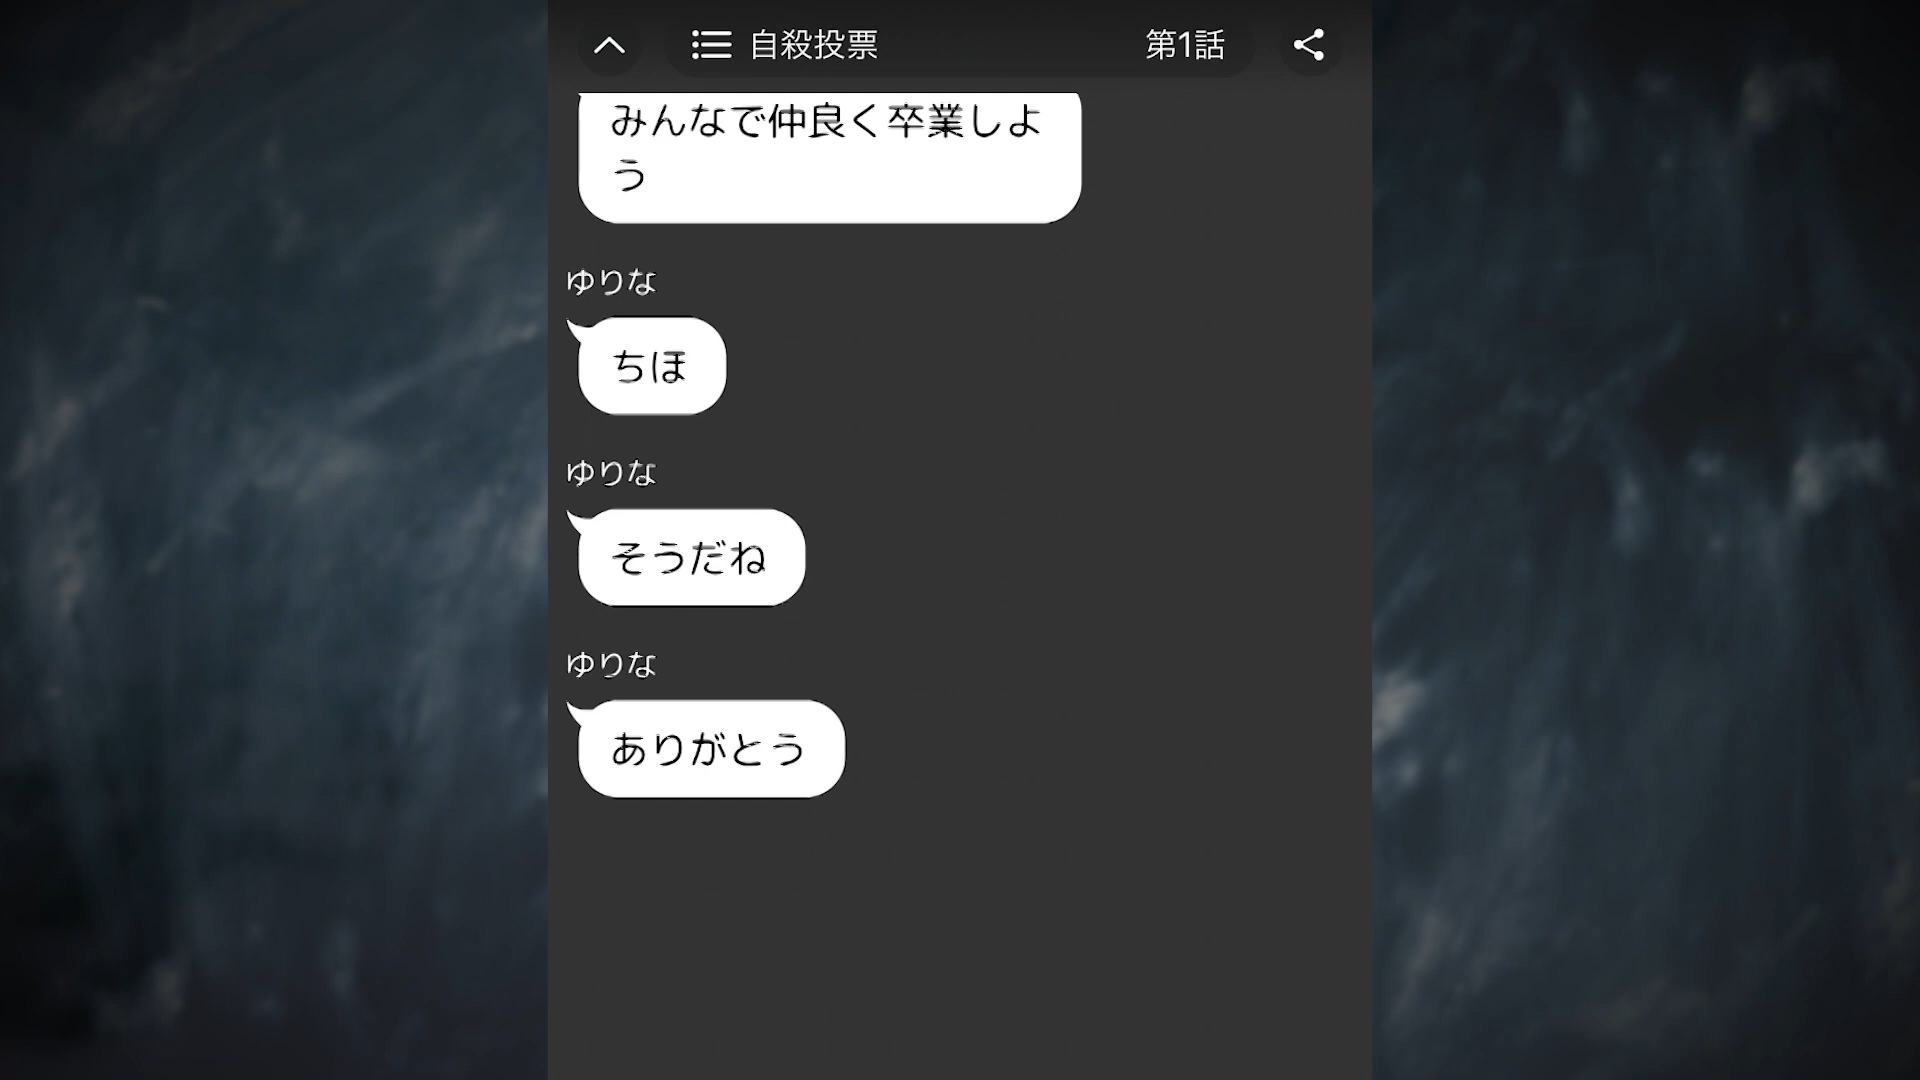 自殺投票 第1話
みんなで仲良く卒業しよ
う
ゆりな
ちほ
ゆりな
そうだね
ゆりな
ありがとう